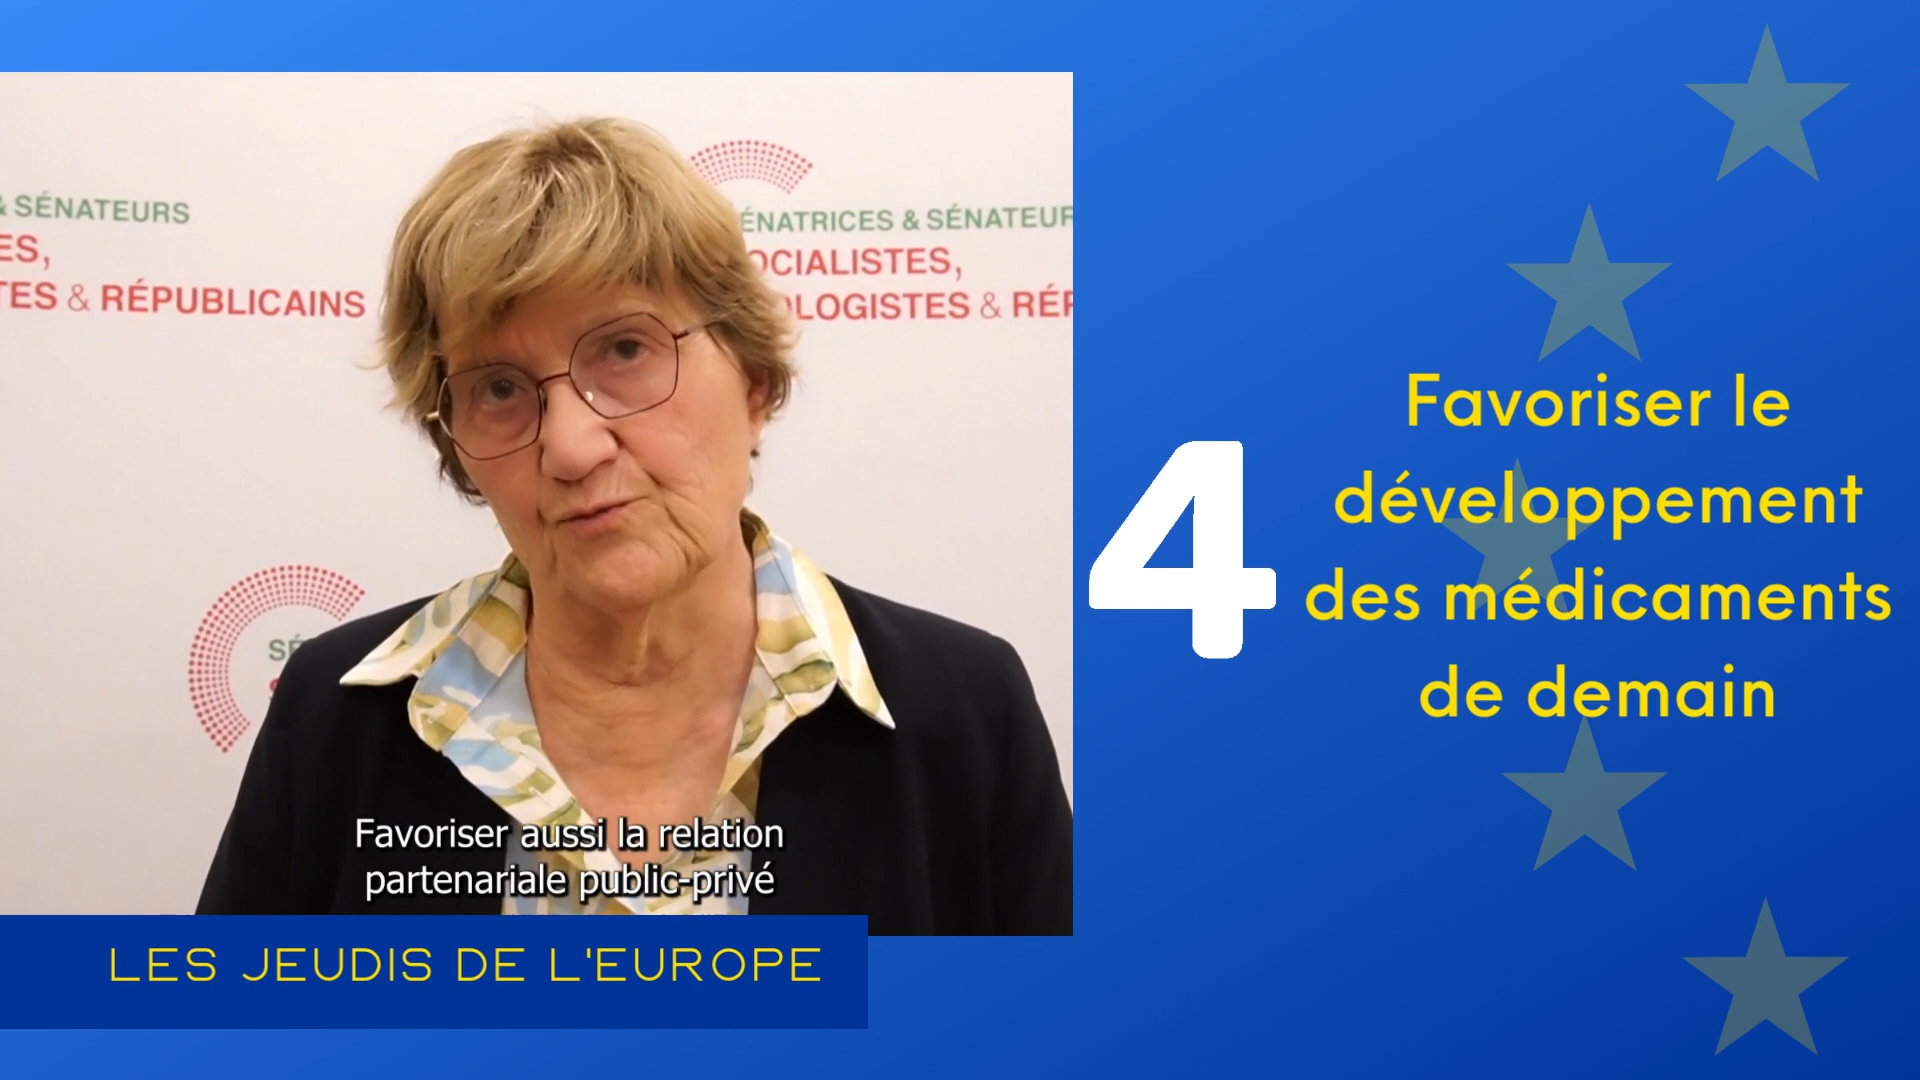 & SÉNATEURS
ES,
TES & RÉPUBLICAINS
ÉNATRICES & SÉNATEUR
OCIALISTES,
LOGISTES & RÉP
SÉ
Favoriser aussi la relation
partenariale public-privé
LES JEUDIS DE L'EUROPE
4
Favoriser le
développement
des médicaments
de demain